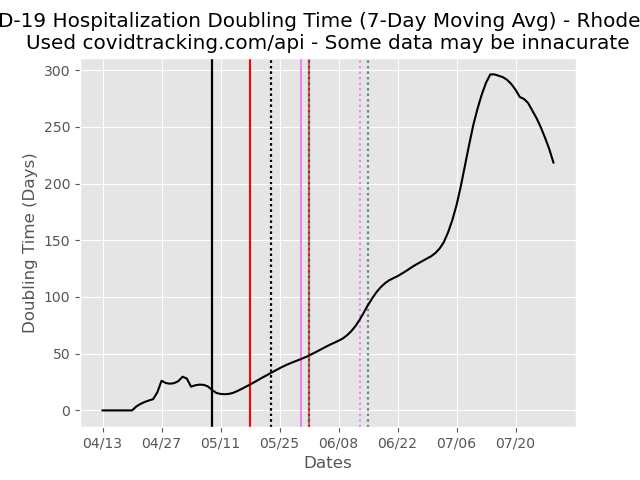 D-19 Hospitalization Doubling Time (7-Day Moving Avg) - Rhode
Used covidtracking.com/api - Some data may be innacurate
300
250
200
150
100
50
0
Doubling Time (Days)
04/13 04/27 05/11 05/25 06/08 06/22 07/06 07/20
Dates